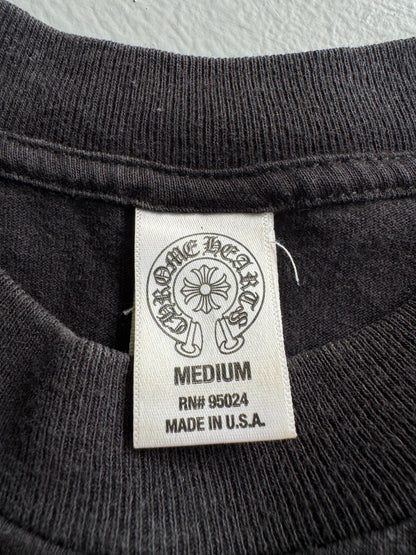 CHROME HEARTS
MEDIUM
RN# 95024
MADE IN U.S.A.